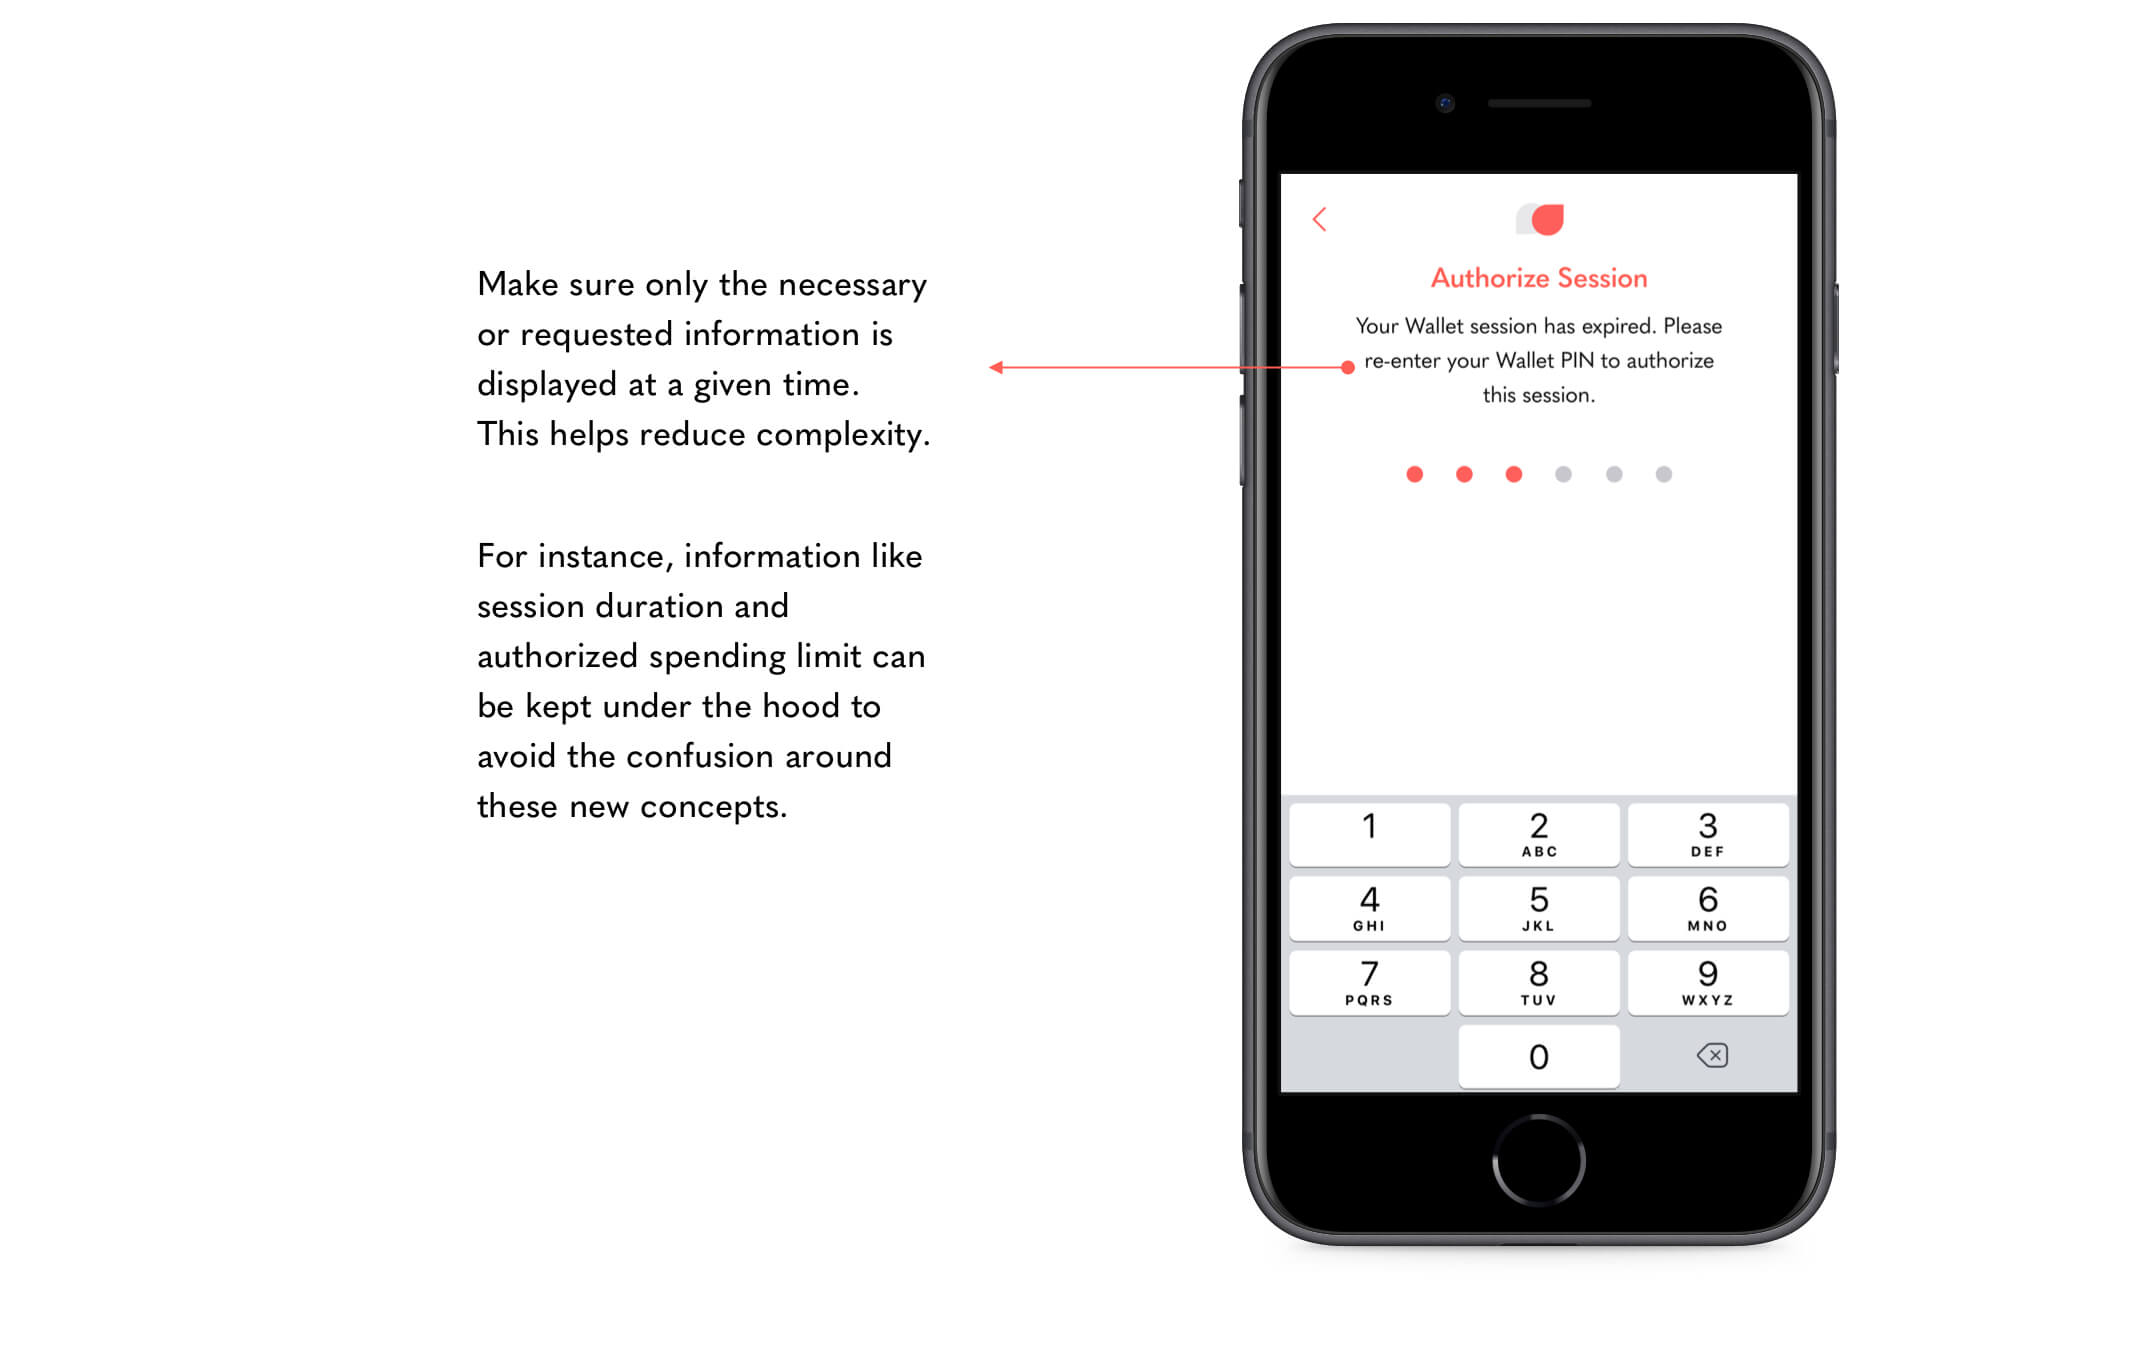 Make sure only the necessary
or requested information is
displayed at a given time.
This helps reduce complexity.
For instance, information like
session duration and
authorized spending limit can
be kept under the hood to
avoid the confusion around
these new concepts.
Authorize Session
Your Wallet session has expired. Please
re-enter your Wallet PIN to authorize
this session.
1 2 3
ABC DEF
4 5 6
GHI JKL MNO
7 8 9
PQRS TUV WXYZ
0